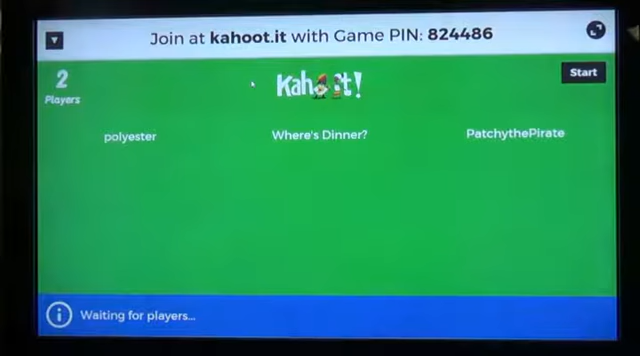 Join at kahoot.it with Game PIN: 824486
2
Players
Kahoot!
Start
polyester Where's Dinner? PatchythePirate
Waiting for players...